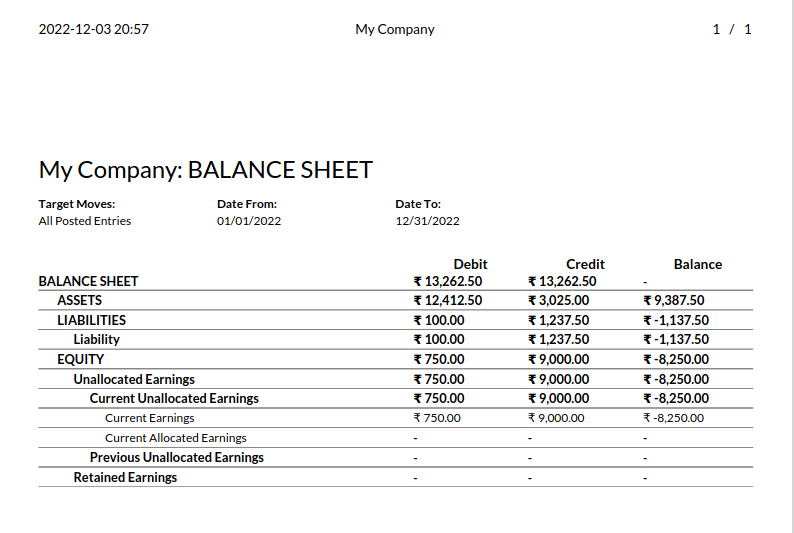 2022-12-03 20:57 My Company 1 / 1
My Company: BALANCE SHEET
Target Moves: Date From: Date To:
All Posted Entries 01/01/2022 12/31/2022
Debit Credit Balance
BALANCE SHEET ₹ 13,262.50 ₹ 13,262.50 -
ASSETS ₹ 12,412.50 ₹ 3,025.00 ₹ 9,387.50
LIABILITIES ₹ 100.00 ₹ 1,237.50 ₹ -1,137.50
Liability ₹ 100.00 ₹ 1,237.50 ₹ -1,137.50
EQUITY ₹ 750.00 ₹ 9,000.00 ₹ -8,250.00
Unallocated Earnings ₹ 750.00 ₹ 9,000.00 ₹ -8,250.00
Current Unallocated Earnings ₹ 750.00 ₹ 9,000.00 ₹ -8,250.00
Current Earnings ₹ 750.00 ₹ 9,000.00 ₹ -8,250.00
Current Allocated Earnings - - -
Previous Unallocated Earnings - - -
Retained Earnings - - -